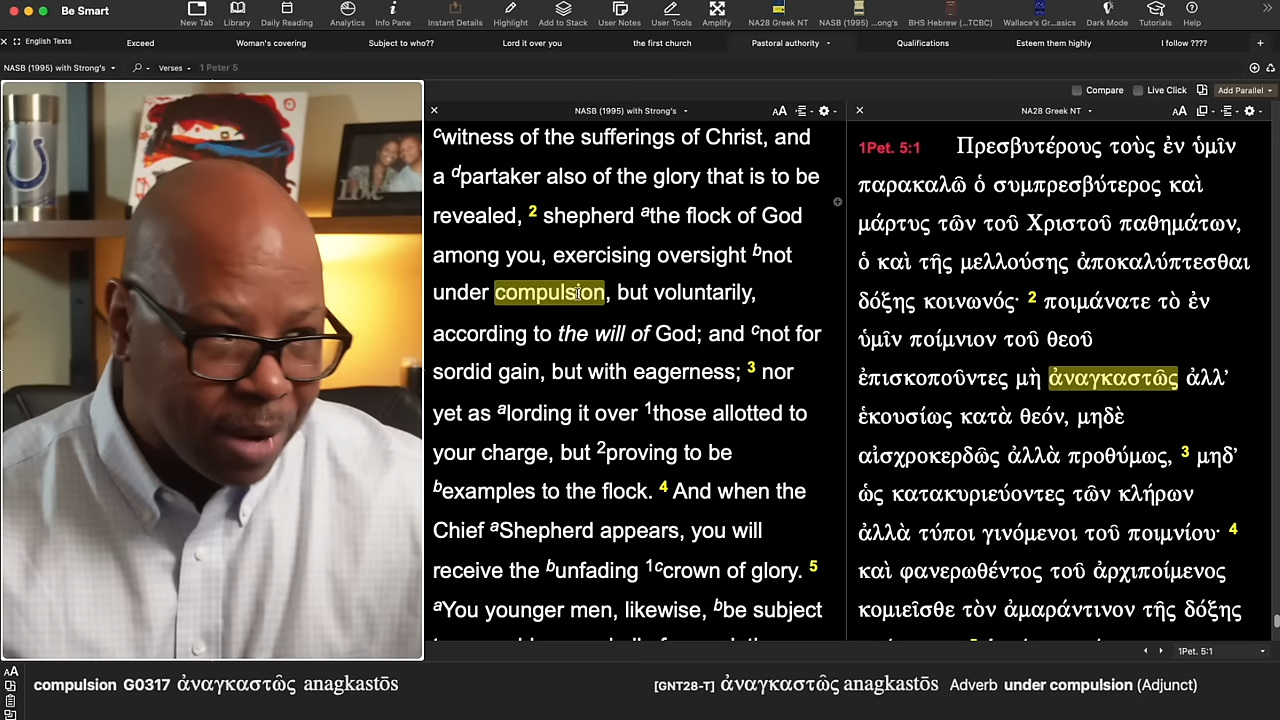 Be Smart
New Tab
Library
Daily Reading
Analytics
Info Pane
Instant Details
Highlight
Add to Stack
User Notes
User Tools
Amplify
NA28 Greek NT
NASB (1995) ...ong's
BHS Hebrew (...TCBC)
Wallace's Gr...asics
Dark Mode
Tutorials
Help
English Texts
Exceed
Woman's covering
Subject to who??
Lord it over you
the first church
Pastoral authority
Qualifications
Esteem them highly
I follow ????
NASB (1995) with Strong's
Verses
1 Peter 5
Compare
Live Click
Add Parallel
NASB (1995) with Strong's
AA
cwitness of the sufferings of Christ, and
a dpartaker also of the glory that is to be
revealed, 2 shepherd athe flock of God
among you, exercising oversight bnot
under compulsion, but voluntarily,
according to the will of God; and cnot for
sordid gain, but with eagerness; 3 nor
yet as alording it over 1those allotted to
your charge, but 2proving to be
bexamples to the flock. 4 And when the
Chief aShepherd appears, you will
receive the bunfading 1ccrown of glory. 5
aYou younger men, likewise, bbe subject
NA28 Greek NT
AA
1Pet. 5:1 Πρεσβυτέρους τοὺς ἐν ὑμῖν
παρακαλῶ ὁ συμπρεσβύτερος καὶ
μάρτυς τῶν τοῦ Χριστοῦ παθημάτων,
ὁ καὶ τῆς μελλούσης ἀποκαλύπτεσθαι
δόξης κοινωνός· 2 ποιμάνατε τὸ ἐν
ὑμῖν ποίμνιον τοῦ θεοῦ
ἐπισκοποῦντες μὴ ἀναγκαστῶς ἀλλ’
ἑκουσίως κατὰ θεόν, μηδὲ
αἰσχροκερδῶς ἀλλὰ προθύμως, 3 μηδ’
ὡς κατακυριεύοντες τῶν κλήρων
ἀλλὰ τύποι γινόμενοι τοῦ ποιμνίου· 4
καὶ φανερωθέντος τοῦ ἀρχιποίμενος
κομιεῖσθε τὸν ἀμαράντινον τῆς δόξης
1Pet. 5:1
LOVE
AA
compulsion G0317 ἀναγκαστῶς anagkastōs
[GNT28-T] ἀναγκαστῶς anagkastōs Adverb under compulsion (Adjunct)